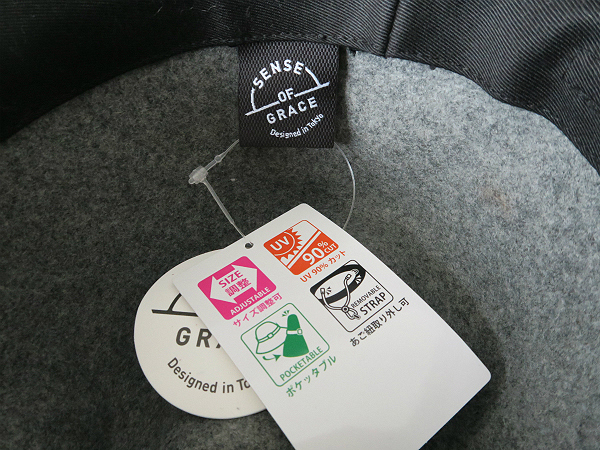 SENSE
OF
GRACE
Designed in Tokyo
UV
90%
CUT
UV 90% カット
SIZE
調整
ADJUSTABLE
サイズ調整可
REMOVABLE
STRAP
あご紐取り外し可
POCKETABLE
ポケッタブル
GRACE
Designed in To